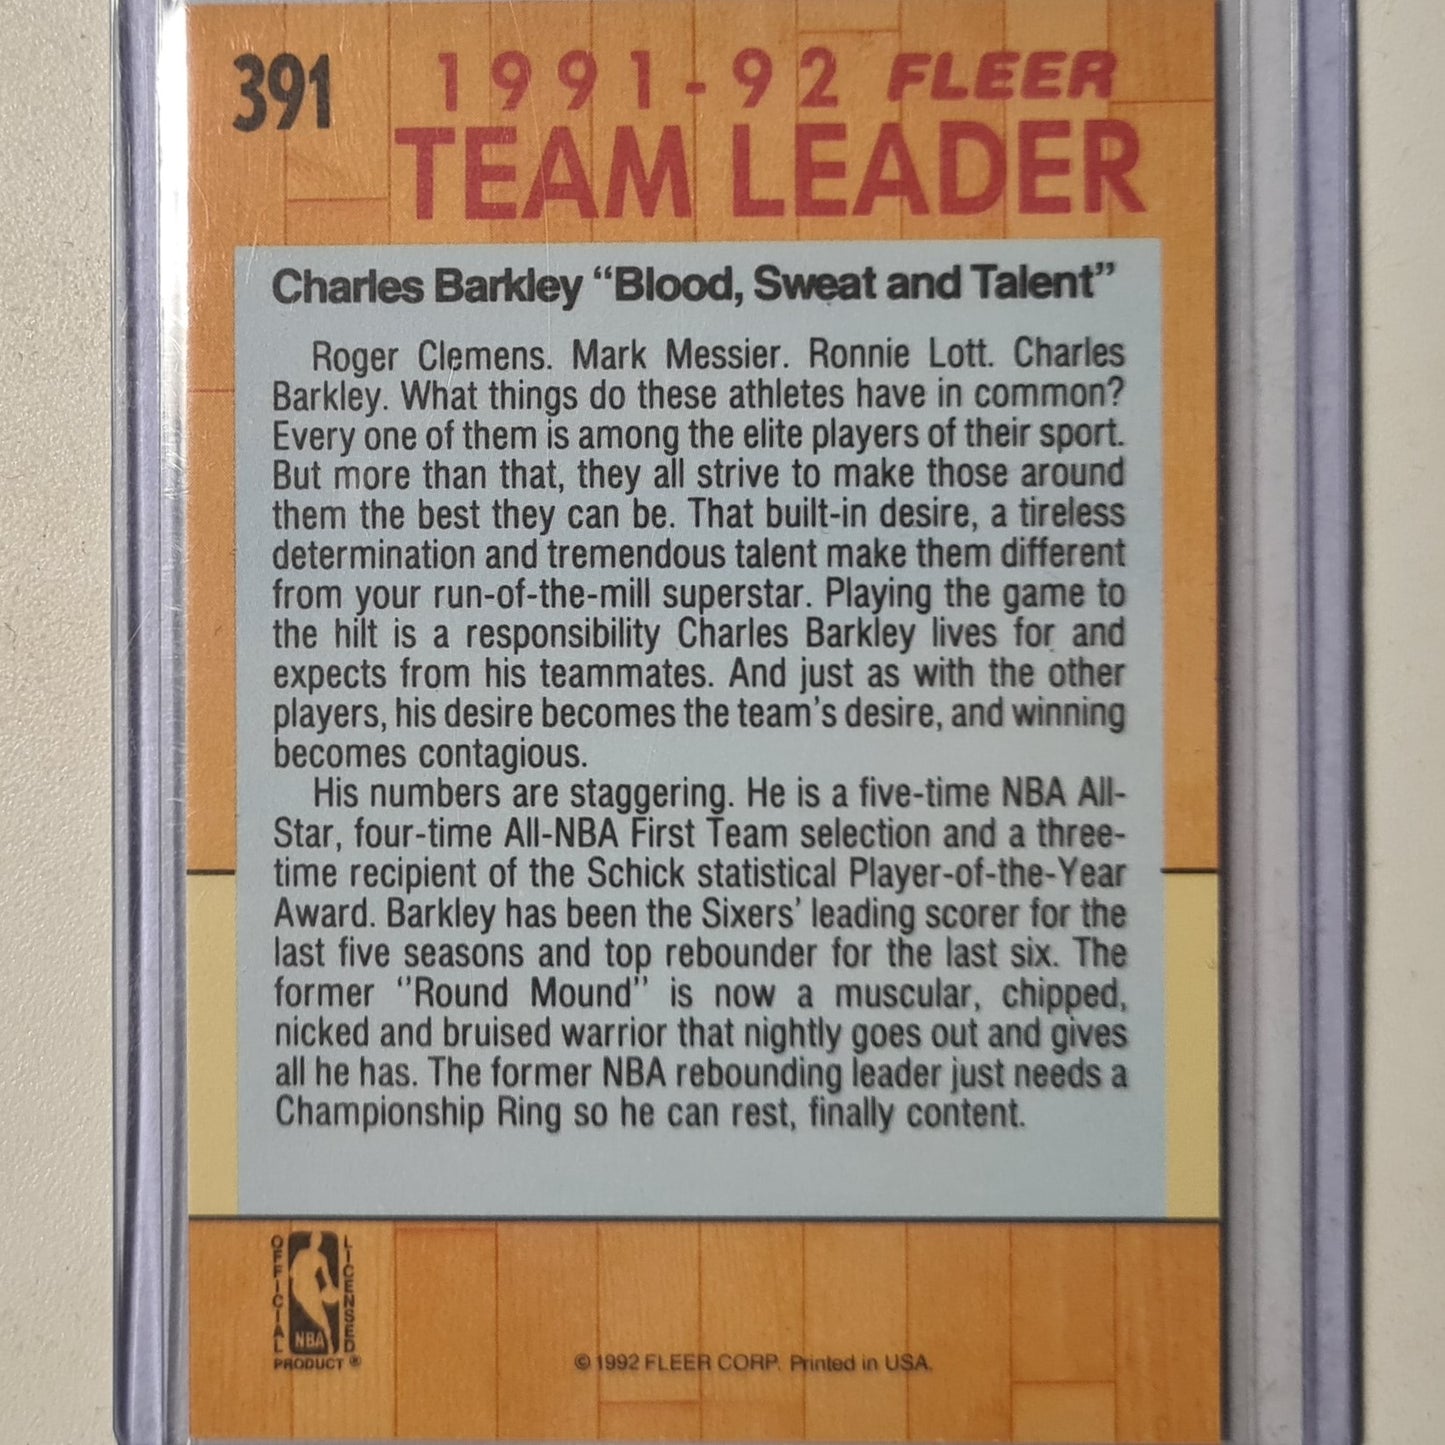 391
1991-92 FLEER
TEAM LEADER
Charles Barkley “Blood, Sweat and Talent”
Roger Clemens. Mark Messier. Ronnie Lott. Charles
Barkley. What things do these athletes have in common?
Every one of them is among the elite players of their sport.
But more than that, they all strive to make those around
them the best they can be. That built-in desire, a tireless
determination and tremendous talent make them different
from your run-of-the-mill superstar. Playing the game to
the hilt is a responsibility Charles Barkley lives for and
expects from his teammates. And just as with the other
players, his desire becomes the team's desire, and winning
becomes contagious.
His numbers are staggering. He is a five-time NBA All-
Star, four-time All-NBA First Team selection and a three-
time recipient of the Schick statistical Player-of-the-Year
Award. Barkley has been the Sixers' leading scorer for the
last five seasons and top rebounder for the last six. The
former "Round Mound" is now a muscular, chipped,
nicked and bruised warrior that nightly goes out and gives
all he has. The former NBA rebounding leader just needs a
Championship Ring so he can rest, finally content.
OFFICIAL
LICENSED
NBA
PRODUCT ®
© 1992 FLEER CORP. Printed in USA.